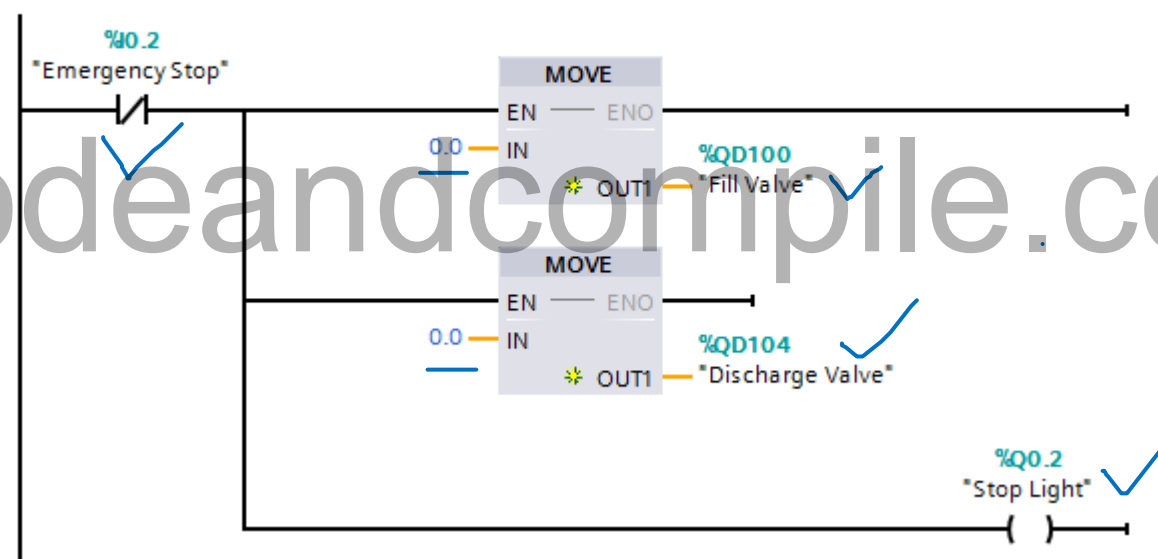 %I0.2
"Emergency Stop"
MOVE
EN ENO
0.0 IN
OUT1
%QD100
"Fill Valve"
odeandcompile.co
MOVE
EN ENO
0.0 IN
OUT1
%QD104
"Discharge Valve"
%Q0.2
"Stop Light"